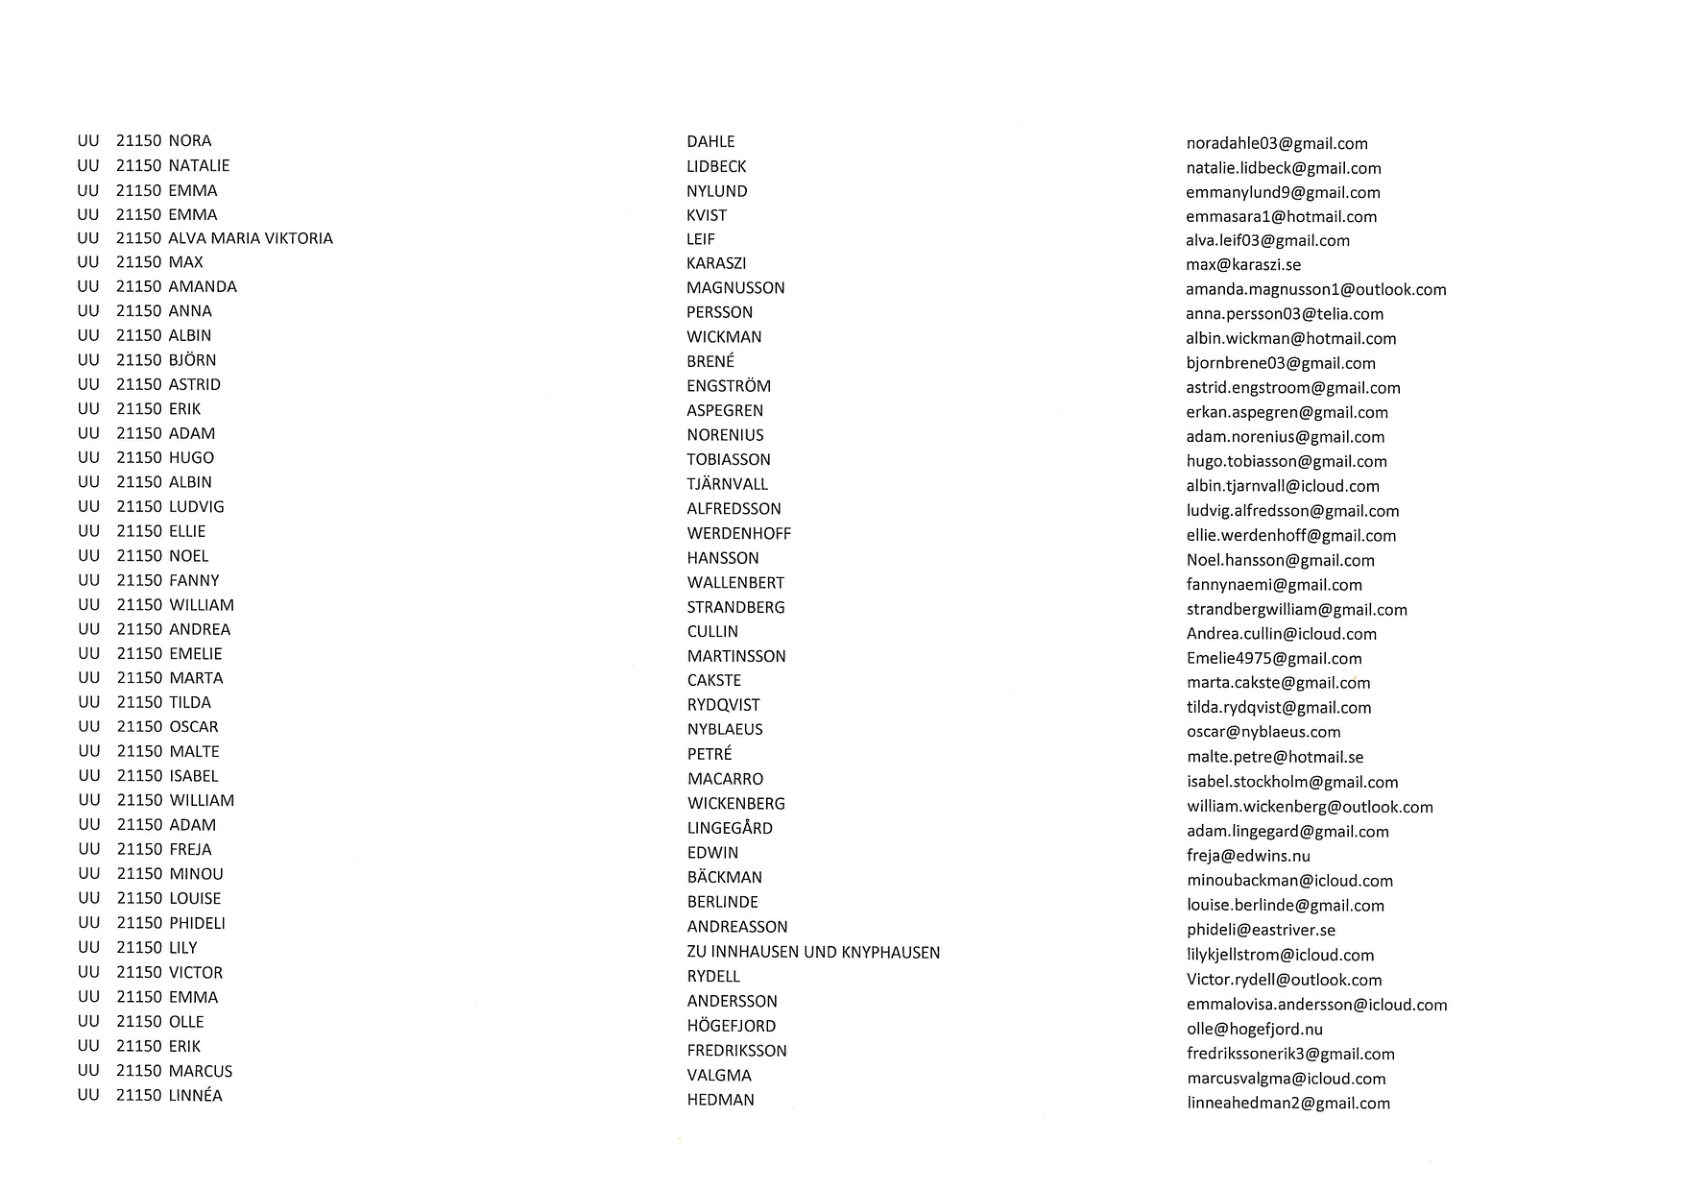 UU 21150 NORA DAHLE noradahle03@gmail.com
UU 21150 NATALIE LIDBECK natalie.lidbeck@gmail.com
UU 21150 EMMA NYLUND emmanylund9@gmail.com
UU 21150 EMMA KVIST emmasara1@hotmail.com
UU 21150 ALVA MARIA VIKTORIA LEIF alva.leif03@gmail.com
UU 21150 MAX KARASZI max@karaszi.se
UU 21150 AMANDA MAGNUSSON amanda.magnusson1@outlook.com
UU 21150 ANNA PERSSON anna.persson03@telia.com
UU 21150 ALBIN WICKMAN albin.wickman@hotmail.com
UU 21150 BJÖRN BRENÉ bjornbrene03@gmail.com
UU 21150 ASTRID ENGSTRÖM astrid.engstroom@gmail.com
UU 21150 ERIK ASPEGREN erkan.aspegren@gmail.com
UU 21150 ADAM NORENIUS adam.norenius@gmail.com
UU 21150 HUGO TOBIASSON hugo.tobiasson@gmail.com
UU 21150 ALBIN TJÄRNVALL albin.tjarnvall@icloud.com
UU 21150 LUDVIG ALFREDSSON ludvig.alfredsson@gmail.com
UU 21150 ELLIE WERDENHOFF ellie.werdenhoff@gmail.com
UU 21150 NOEL HANSSON Noel.hansson@gmail.com
UU 21150 FANNY WALLENBERT fannynaemi@gmail.com
UU 21150 WILLIAM STRANDBERG strandbergwilliam@gmail.com
UU 21150 ANDREA CULLIN Andrea.cullin@icloud.com
UU 21150 EMELIE MARTINSSON Emelie4975@gmail.com
UU 21150 MARTA CAKSTE marta.cakste@gmail.com
UU 21150 TILDA RYDQVIST tilda.rydqvist@gmail.com
UU 21150 OSCAR NYBLAEUS oscar@nyblaeus.com
UU 21150 MALTE PETRÉ malte.petre@hotmail.se
UU 21150 ISABEL MACARRO isabel.stockholm@gmail.com
UU 21150 WILLIAM WICKENBERG william.wickenberg@outlook.com
UU 21150 ADAM LINGEGÅRD adam.lingegard@gmail.com
UU 21150 FREJA EDWIN freja@edwins.nu
UU 21150 MINOU BÄCKMAN minoubackman@icloud.com
UU 21150 LOUISE BERLINDE louise.berlinde@gmail.com
UU 21150 PHIDELI ANDREASSON phideli@eastriver.se
UU 21150 LILY ZU INNHAUSEN UND KNYPHAUSEN lilykjellstrom@icloud.com
UU 21150 VICTOR RYDELL Victor.rydell@outlook.com
UU 21150 EMMA ANDERSSON emmalovisa.andersson@icloud.com
UU 21150 OLLE HÖGEFJORD olle@hogefjord.nu
UU 21150 ERIK FREDRIKSSON fredrikssonerik3@gmail.com
UU 21150 MARCUS VALGMA marcusvalgma@icloud.com
UU 21150 LINNÉA HEDMAN linneahedman2@gmail.com